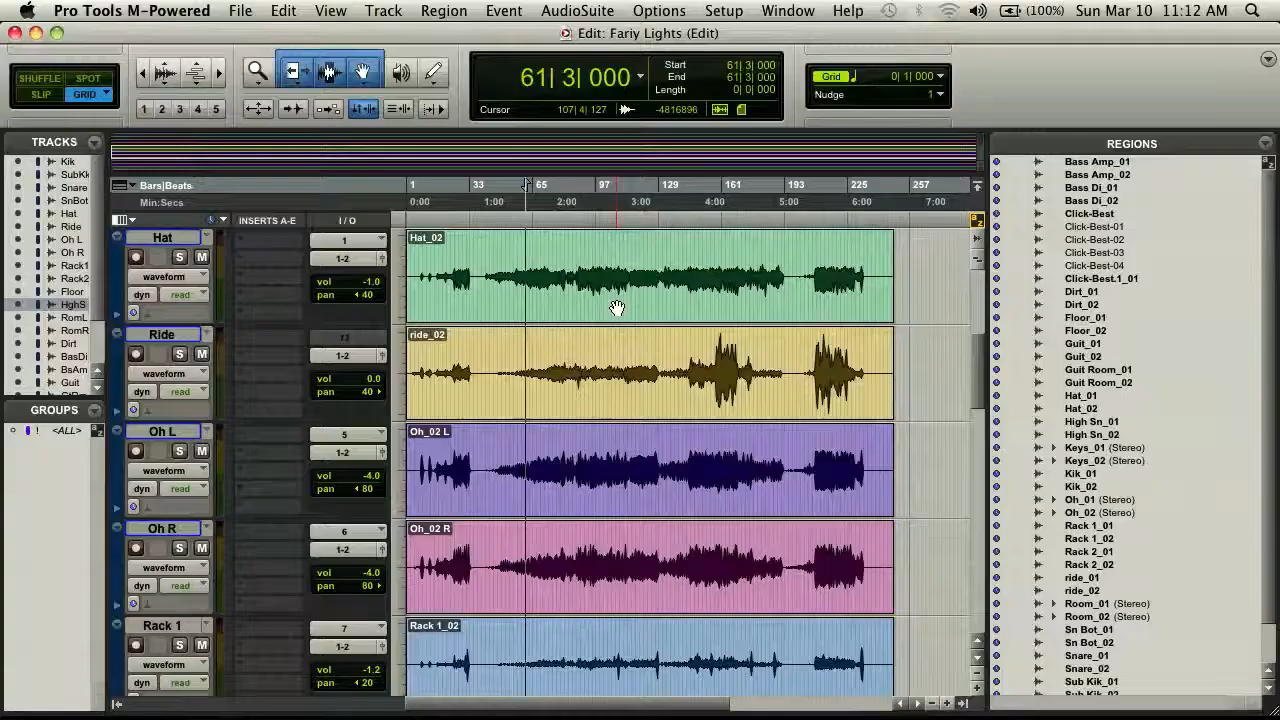 Pro Tools M-Powered File Edit View Track Region Event AudioSuite Options Setup Window Help (100%) Sun Mar 10 11:12 AM
Edit: Fariy Lights (Edit)
SHUFFLE SPOT
SLIP GRID
1 2 3 4 5
61| 3| 000
Start 61| 3| 000
End 61| 3| 000
Length 0| 0| 000
Cursor 107| 4| 127 -4816896
Grid 0| 1| 000
Nudge 1
TRACKS
Kik
SubKk
Snare
SnBot
Hat
Ride
Oh L
Oh R
Rack1
Rack2
Floor
HghS
RomL
RomR
Dirt
BasDi
BsAm
Guit
GROUPS
! <ALL>
Bars|Beats 1 33 65 97 129 161 193 225 257
Min:Secs 0:00 1:00 2:00 3:00 4:00 5:00 6:00 7:00
INSERTS A-E I / O
Hat
S M
waveform
dyn read
1
1-2
vol -1.0
pan 40
Hat_02
Ride
S M
waveform
dyn read
13
1-2
vol 0.0
pan 40
ride_02
Oh L
S M
waveform
dyn read
5
1-2
vol -4.0
pan 80
Oh_02 L
Oh R
S M
waveform
dyn read
6
1-2
vol -4.0
pan 80
Oh_02 R
Rack 1
S M
waveform
dyn read
7
1-2
vol -1.2
pan 20
Rack 1_02
REGIONS
Bass Amp_01
Bass Amp_02
Bass Di_01
Bass Di_02
Click-Best
Click-Best-01
Click-Best-02
Click-Best-03
Click-Best-04
Click-Best.1_01
Dirt_01
Dirt_02
Floor_01
Floor_02
Guit_01
Guit_02
Guit Room_01
Guit Room_02
Hat_01
Hat_02
High Sn_01
High Sn_02
Keys_01 (Stereo)
Keys_02 (Stereo)
Kik_01
Kik_02
Oh_01 (Stereo)
Oh_02 (Stereo)
Rack 1_01
Rack 1_02
Rack 2_01
Rack 2_02
ride_01
ride_02
Room_01 (Stereo)
Room_02 (Stereo)
Sn Bot_01
Sn Bot_02
Snare_01
Snare_02
Sub Kik_01
Sub Kik_02